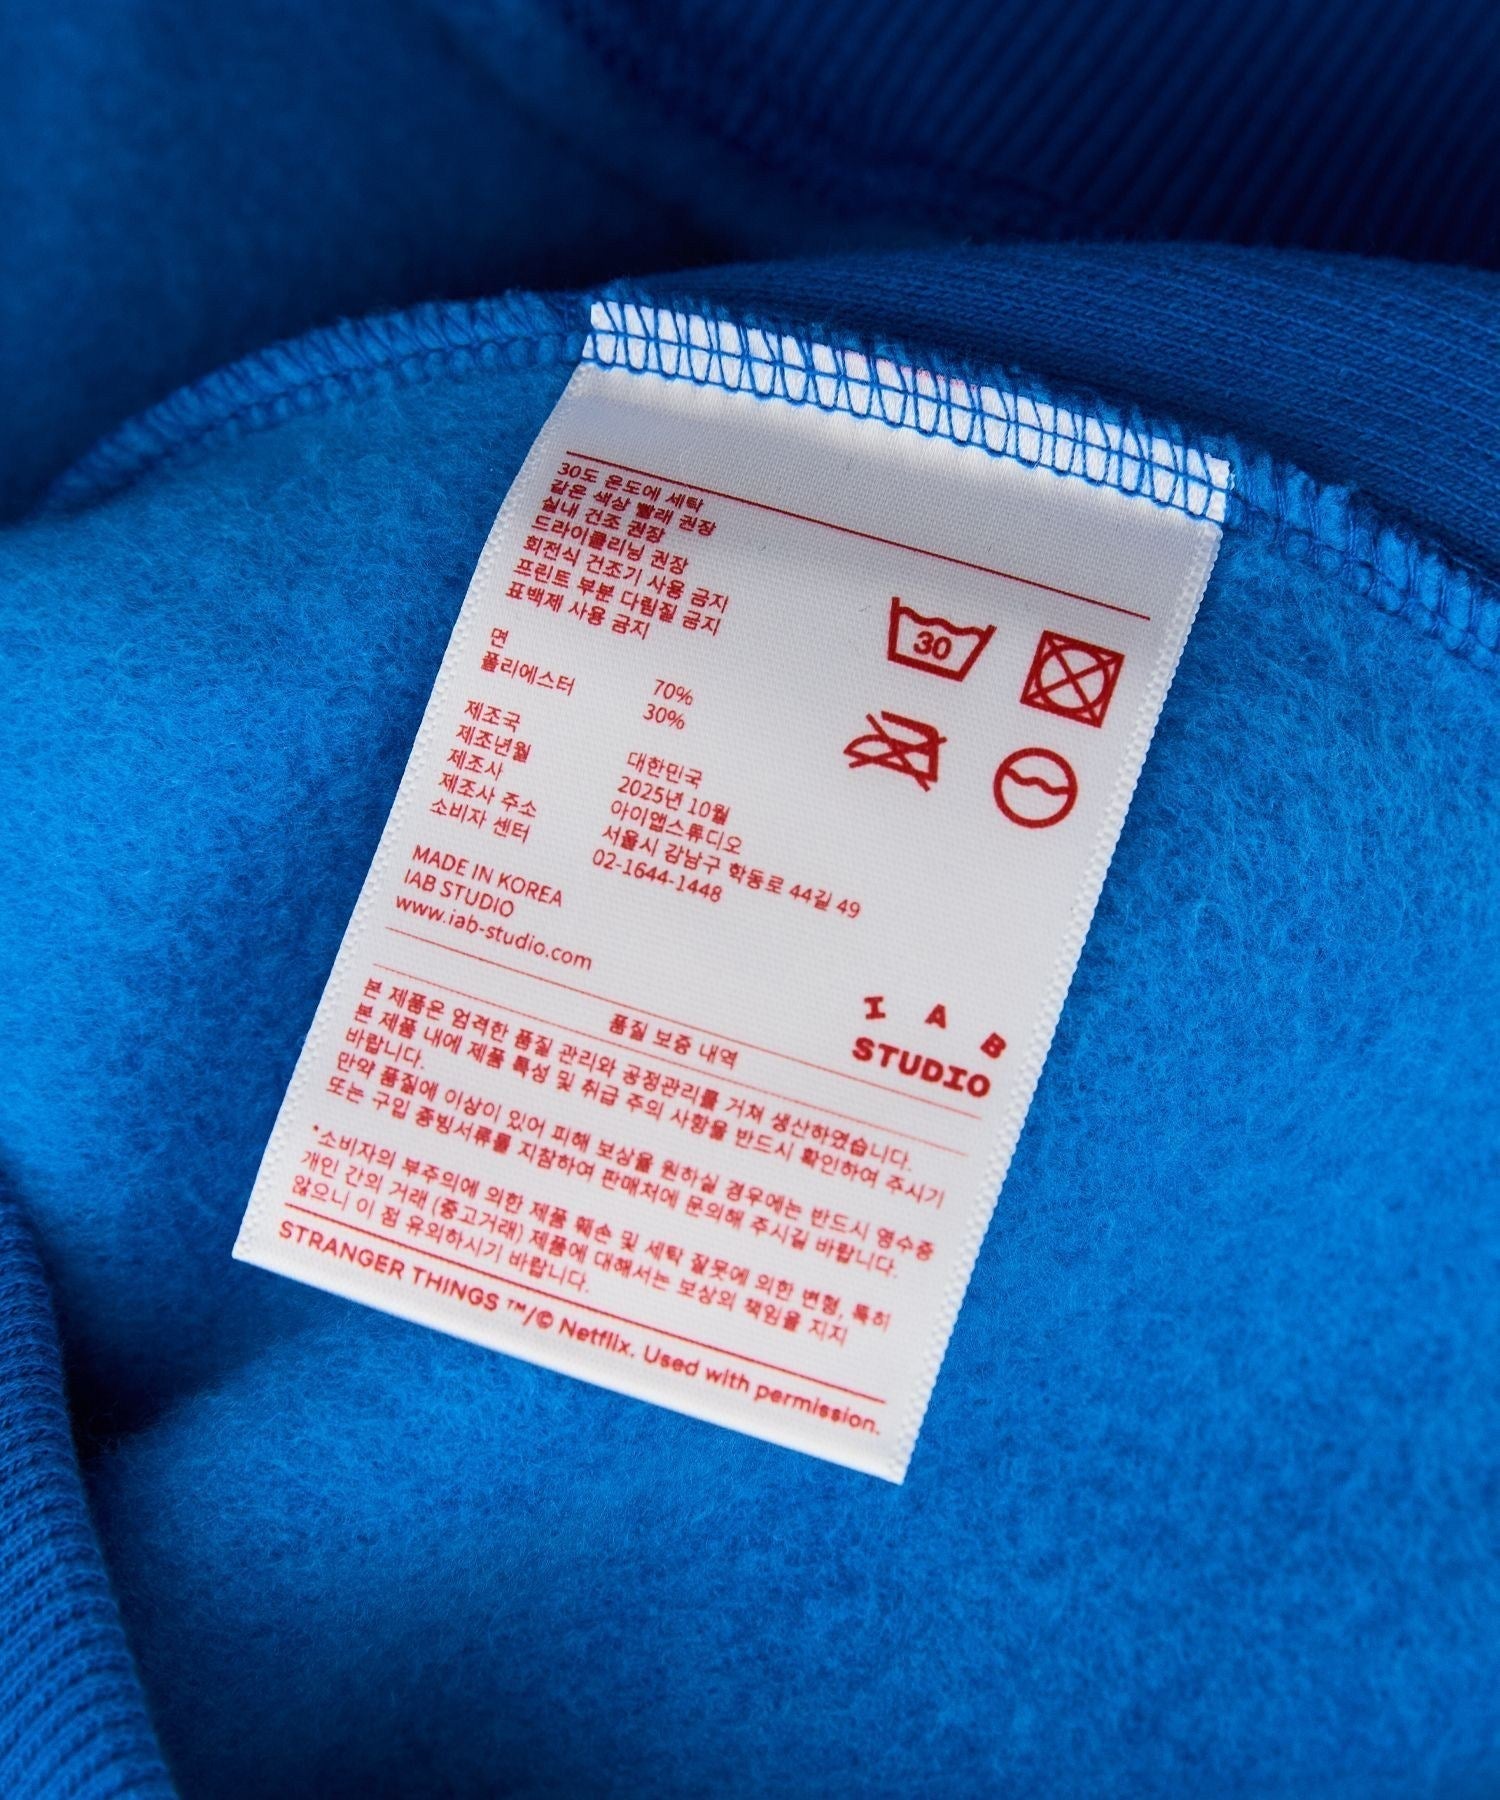 30도 온도에 세탁
같은 색상 빨래 권장
실내 건조 권장
드라이클리닝 권장
회전식 건조기 사용 금지
프린트 부분 다림질 금지
표백제 사용 금지
30
면 70%
폴리에스터 30%
제조국 대한민국
제조년월 2025년 10월
제조사 아이앱스튜디오
제조사 주소 서울시 강남구 학동로 44길 49
소비자 센터 02-1644-1448
MADE IN KOREA
IAB STUDIO
www.iab-studio.com
I A B
STUDIO
품질 보증 내역
본 제품은 엄격한 품질 관리와 공정관리를 거쳐 생산하였습니다.
본 제품 내에 제품 특성 및 취급 주의 사항을 반드시 확인하여 주시기
바랍니다.
만약 품질에 이상이 있어 피해 보상을 원하실 경우에는 반드시 영수증
또는 구입 증빙서류를 지참하여 판매처에 문의해 주시길 바랍니다.
*소비자의 부주의에 의한 제품 훼손 및 세탁 잘못에 의한 변형, 특히
개인 간의 거래 (중고거래) 제품에 대해서는 보상의 책임을 지지
않으니 이 점 유의하시기 바랍니다.
STRANGER THINGS ™/© Netflix. Used with permission.